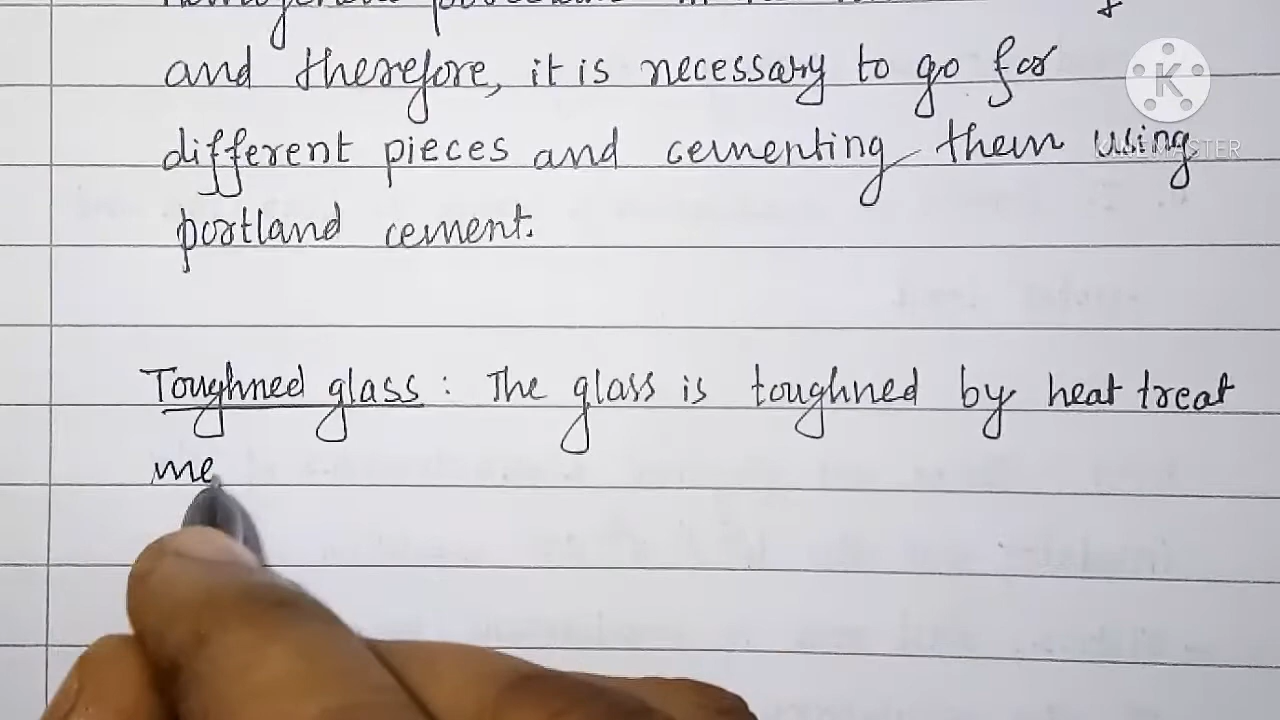 and therefore, it is necessary to go for
different pieces and cementing them using
portland cement.
Toughned glass : The glass is toughned by heat treat
me
K
KINEMASTER